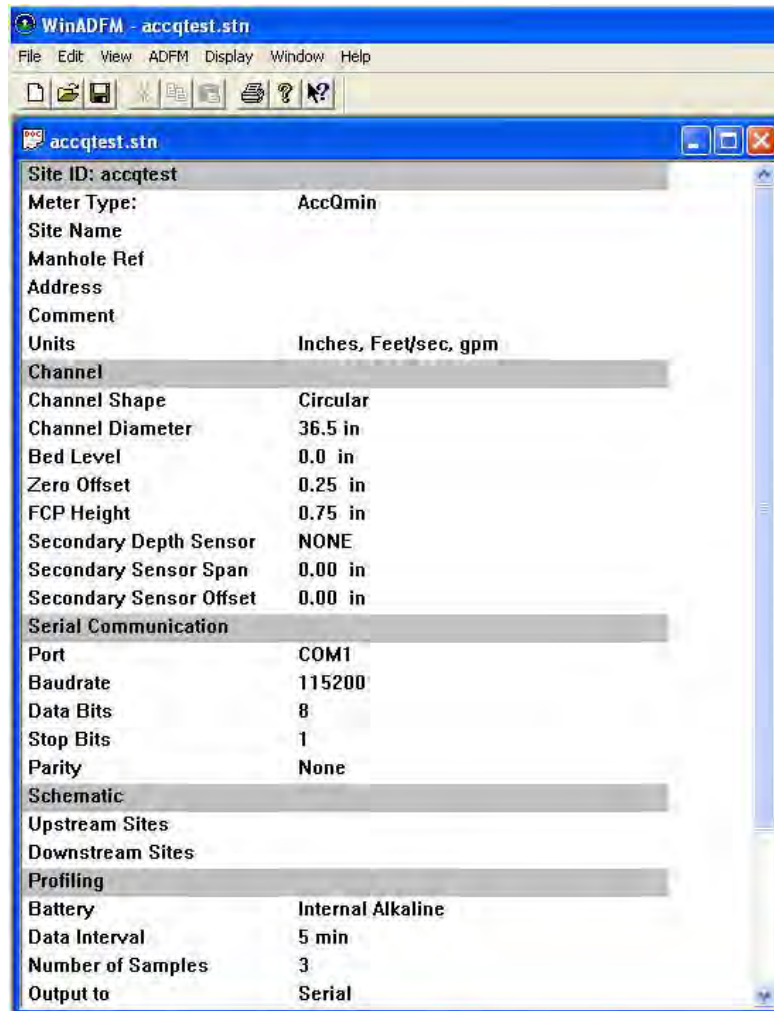 WinADFM - accqtest.stn
File Edit View ADFM Display Window Help
accqtest.stn
Site ID: accqtest
Meter Type: AccQmin
Site Name
Manhole Ref
Address
Comment
Units Inches, Feet/sec, gpm
Channel
Channel Shape Circular
Channel Diameter 36.5 in
Bed Level 0.0 in
Zero Offset 0.25 in
FCP Height 0.75 in
Secondary Depth Sensor NONE
Secondary Sensor Span 0.00 in
Secondary Sensor Offset 0.00 in
Serial Communication
Port COM1
Baudrate 115200
Data Bits 8
Stop Bits 1
Parity None
Schematic
Upstream Sites
Downstream Sites
Profiling
Battery Internal Alkaline
Data Interval 5 min
Number of Samples 3
Output to Serial